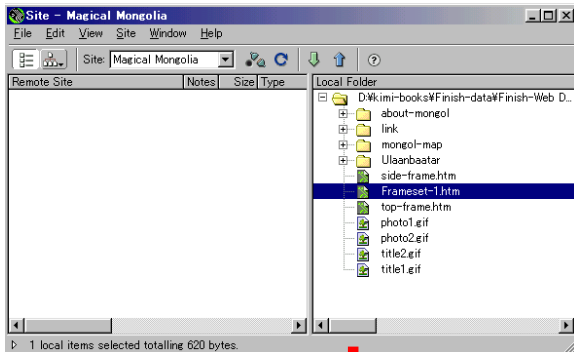 Site - Magical Mongolia
File Edit View Site Window Help
Site: Magical Mongolia
Remote Site Notes Size Type Local Folder
D:¥kimi-books¥Finish-data¥Finish-Web D...
about-mongol
link
mongol-map
Ulaanbaatar
side-frame.htm
Frameset-1.htm
top-frame.htm
photo1.gif
photo2.gif
title2.gif
title1.gif
1 local items selected totalling 620 bytes.